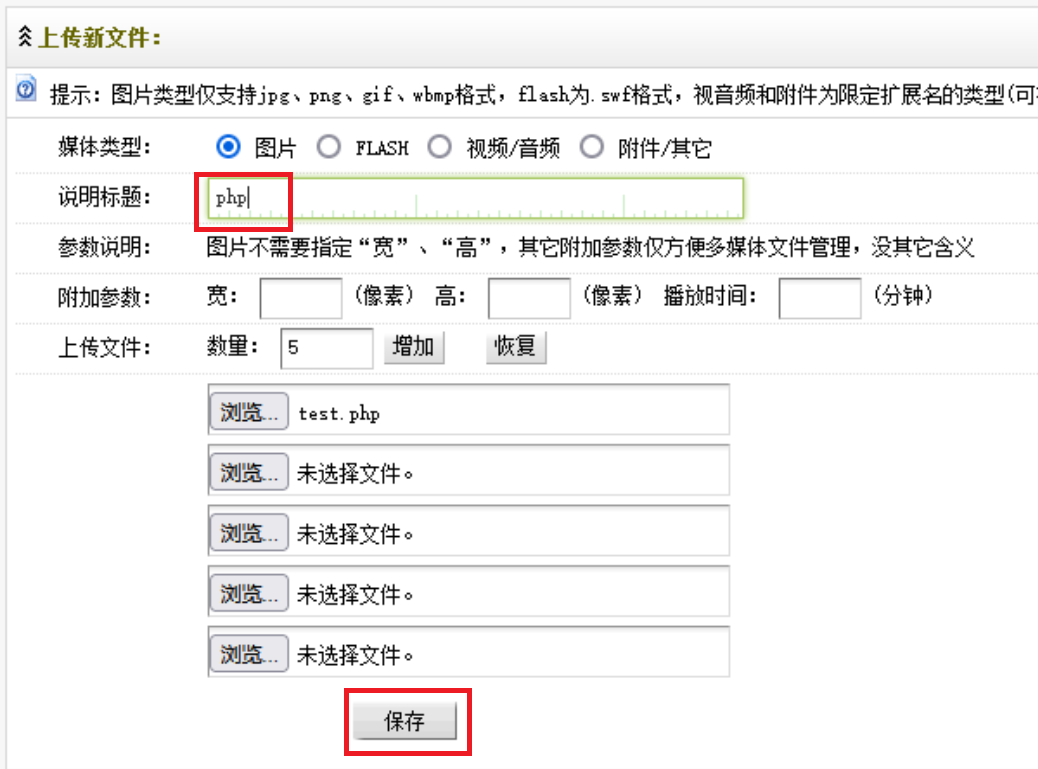 上传新文件：
提示：图片类型仅支持jpg、png、gif、wbmp格式，flash为.swf格式，视音频和附件为限定扩展名的类型(可
媒体类型： 图片 FLASH 视频/音频 附件/其它
说明标题： php
参数说明： 图片不需要指定“宽”、“高”，其它附加参数仅方便多媒体文件管理，没其它含义
附加参数： 宽： (像素) 高： (像素) 播放时间： (分钟)
上传文件： 数量： 5 增加 恢复
浏览... test.php
浏览... 未选择文件。
浏览... 未选择文件。
浏览... 未选择文件。
浏览... 未选择文件。
保存